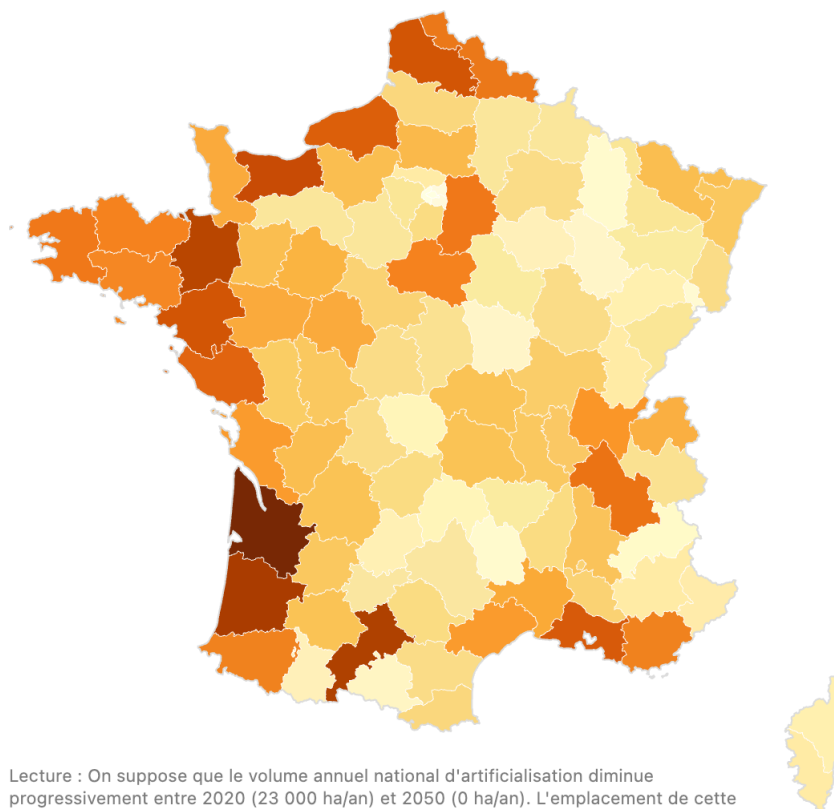 Lecture : On suppose que le volume annuel national d'artificialisation diminue
progressivement entre 2020 (23 000 ha/an) et 2050 (0 ha/an). L'emplacement de cette